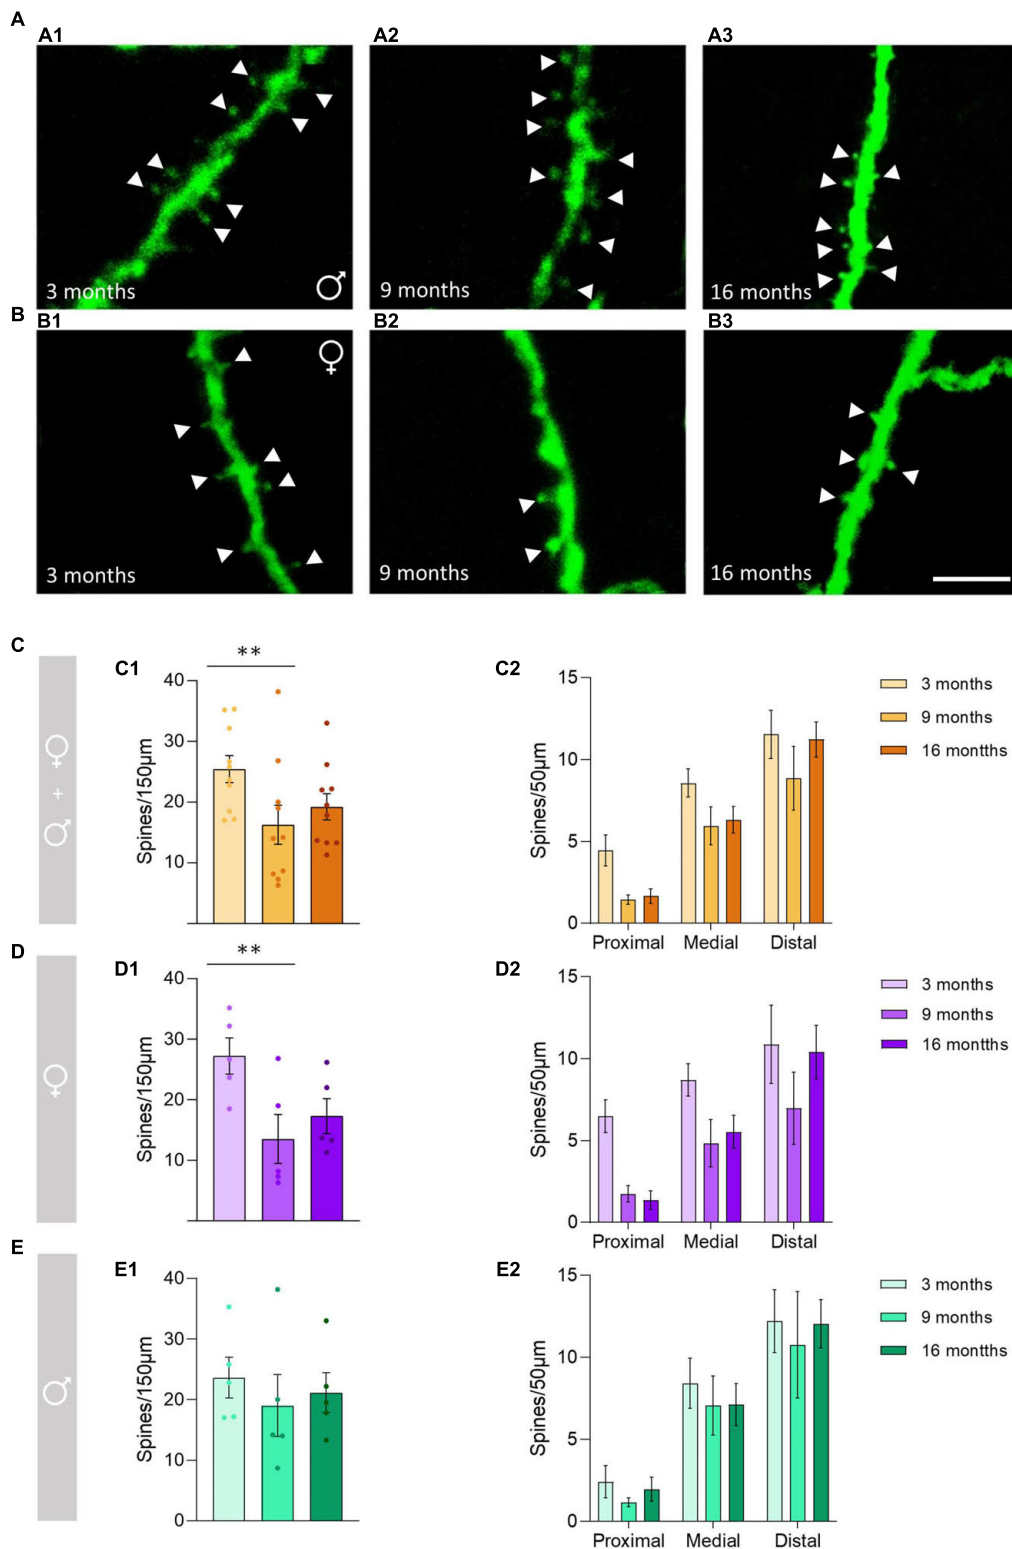 A
A1 A2 A3
3 months ♂ 9 months 16 months
B
B1 B2 B3
♀
3 months 9 months 16 months
C
♀
+
♂
C1
**
40
30
20
10
Spines/150µm
C2
15
10
5
0
Spines/50µm
Proximal Medial Distal
3 months
9 months
16 montths
D
♀
D1
**
40
30
20
10
Spines/150µm
D2
15
10
5
0
Spines/50µm
Proximal Medial Distal
3 months
9 months
16 montths
E
♂
E1
40
30
20
10
0
Spines/150µm
E2
15
10
5
0
Spines/50µm
Proximal Medial Distal
3 months
9 months
16 montths